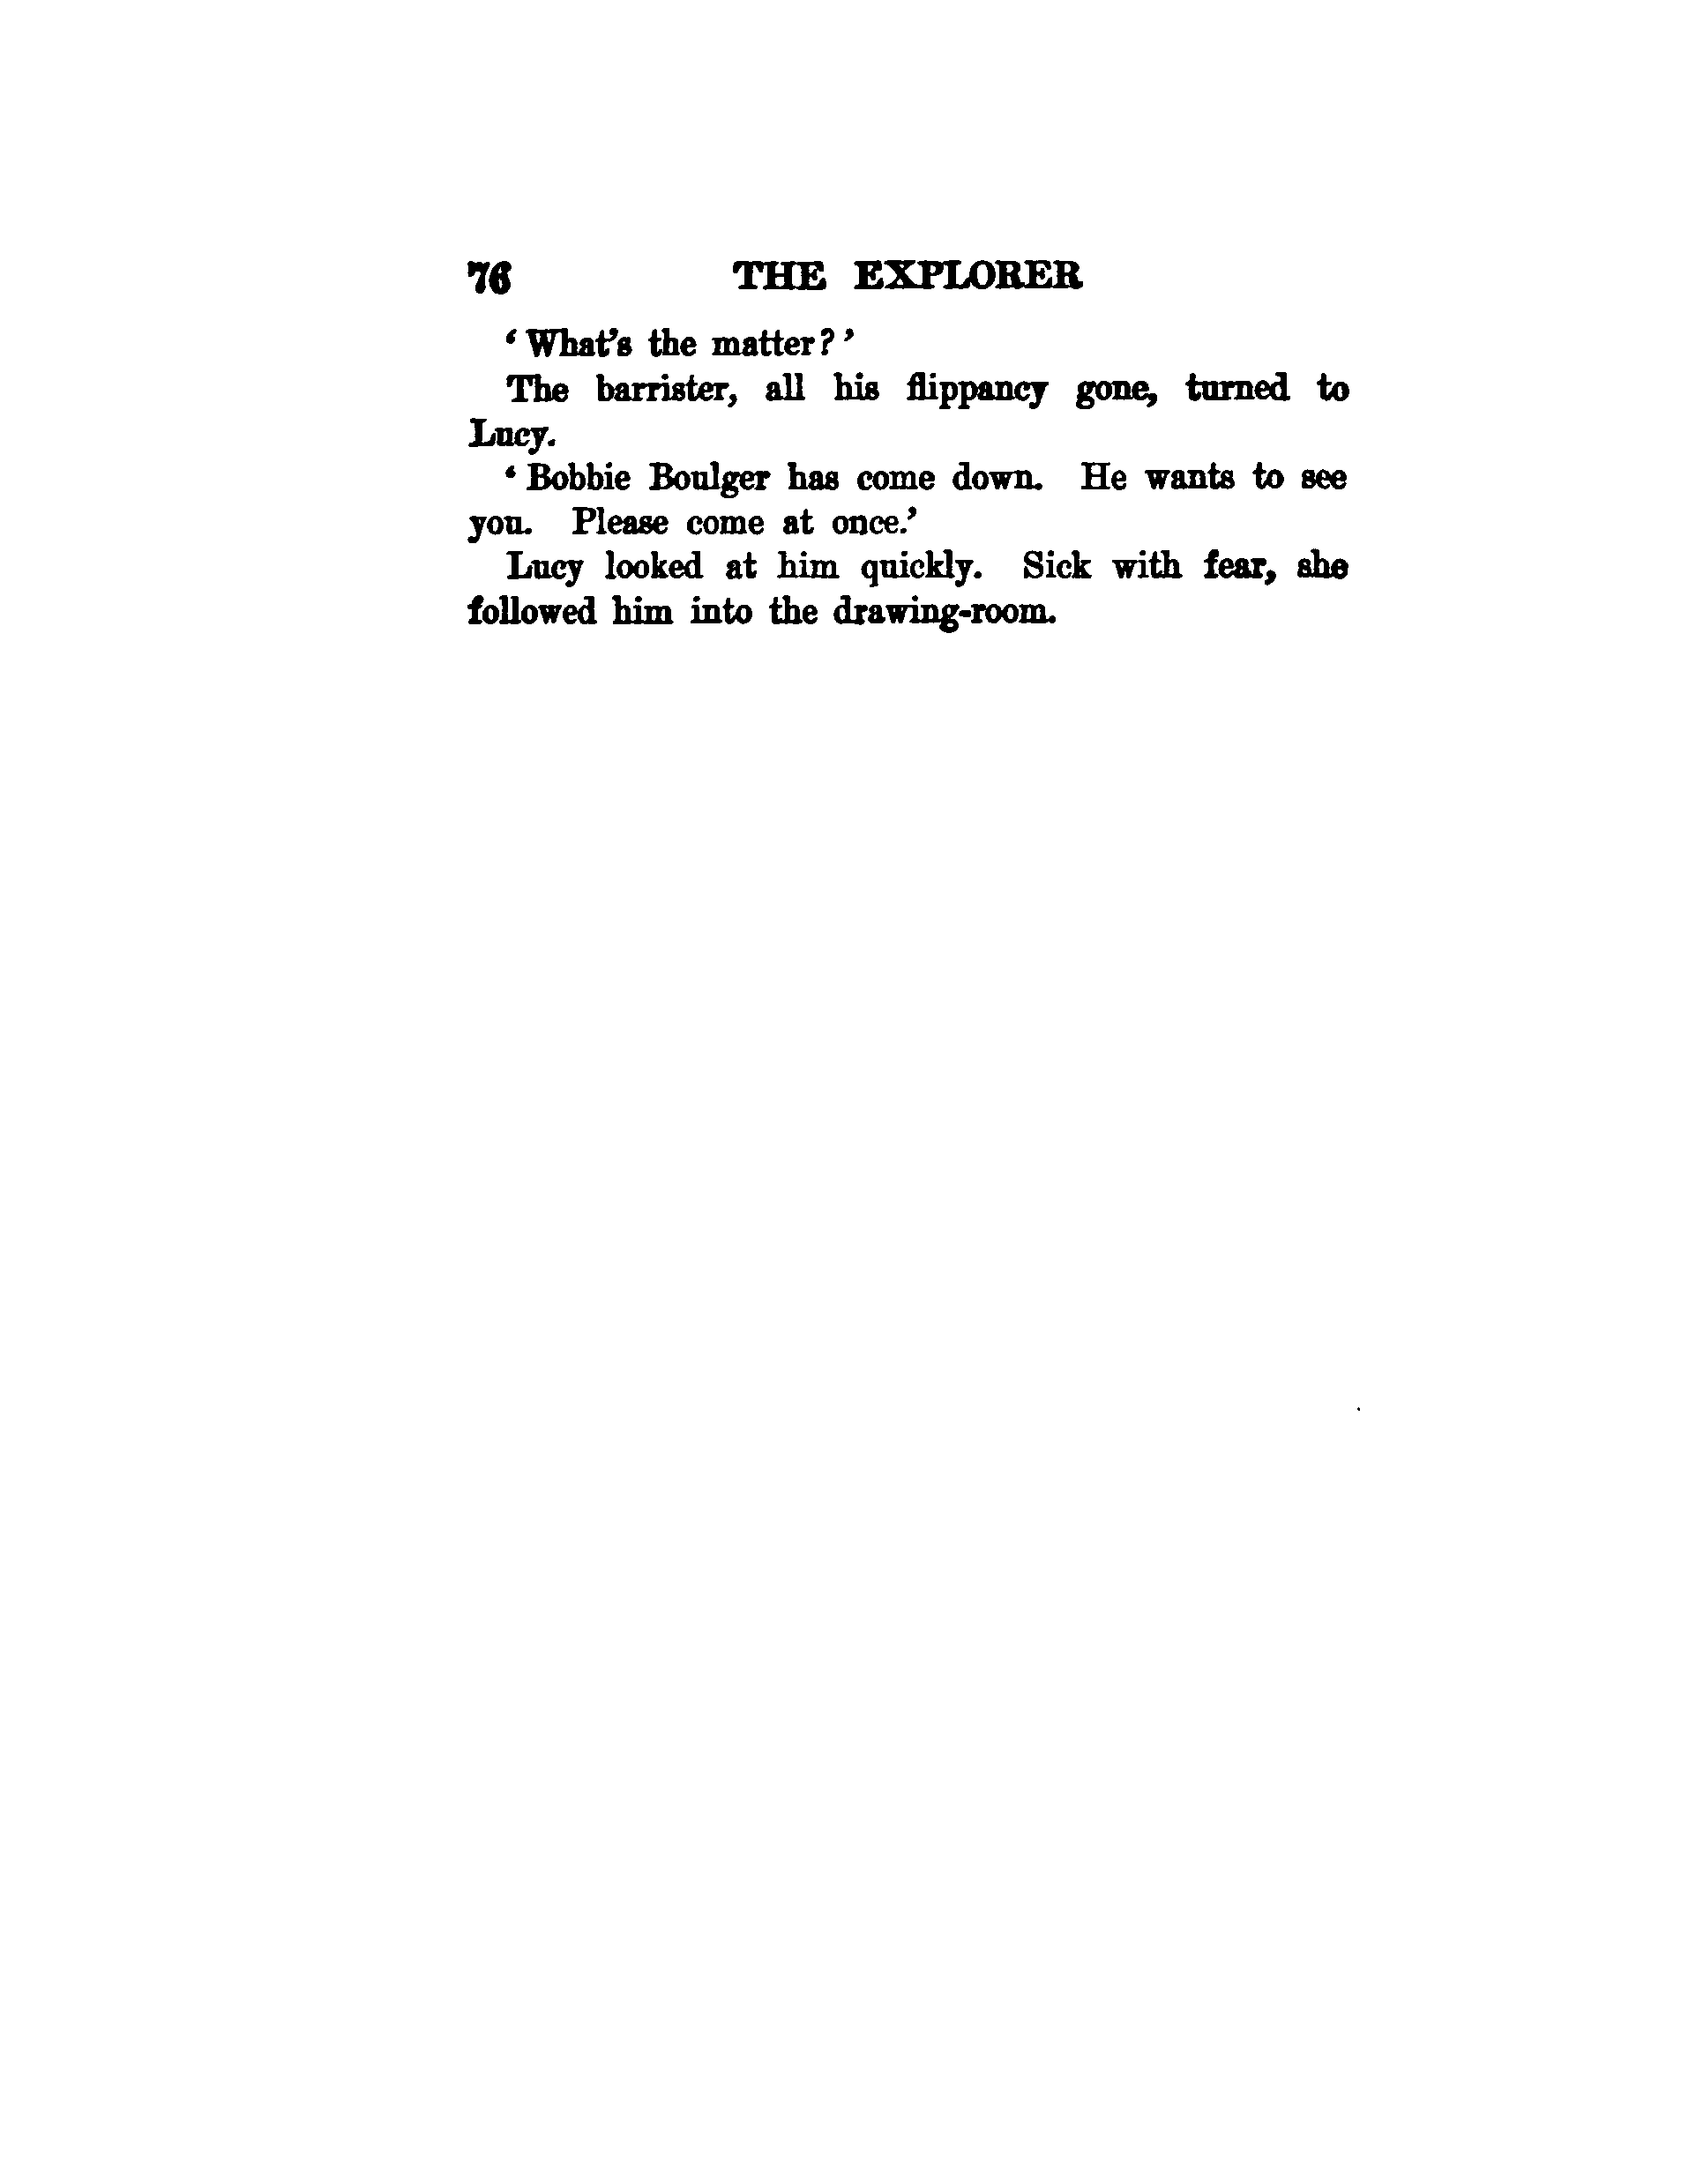 76 THE EXPLORER
‘ What’s the matter? ’
The barrister, all his flippancy gone, turned to
Lucy.
‘ Bobbie Boulger has come down. He wants to see
you. Please come at once.’
Lucy looked at him quickly. Sick with fear, she
followed him into the drawing-room.